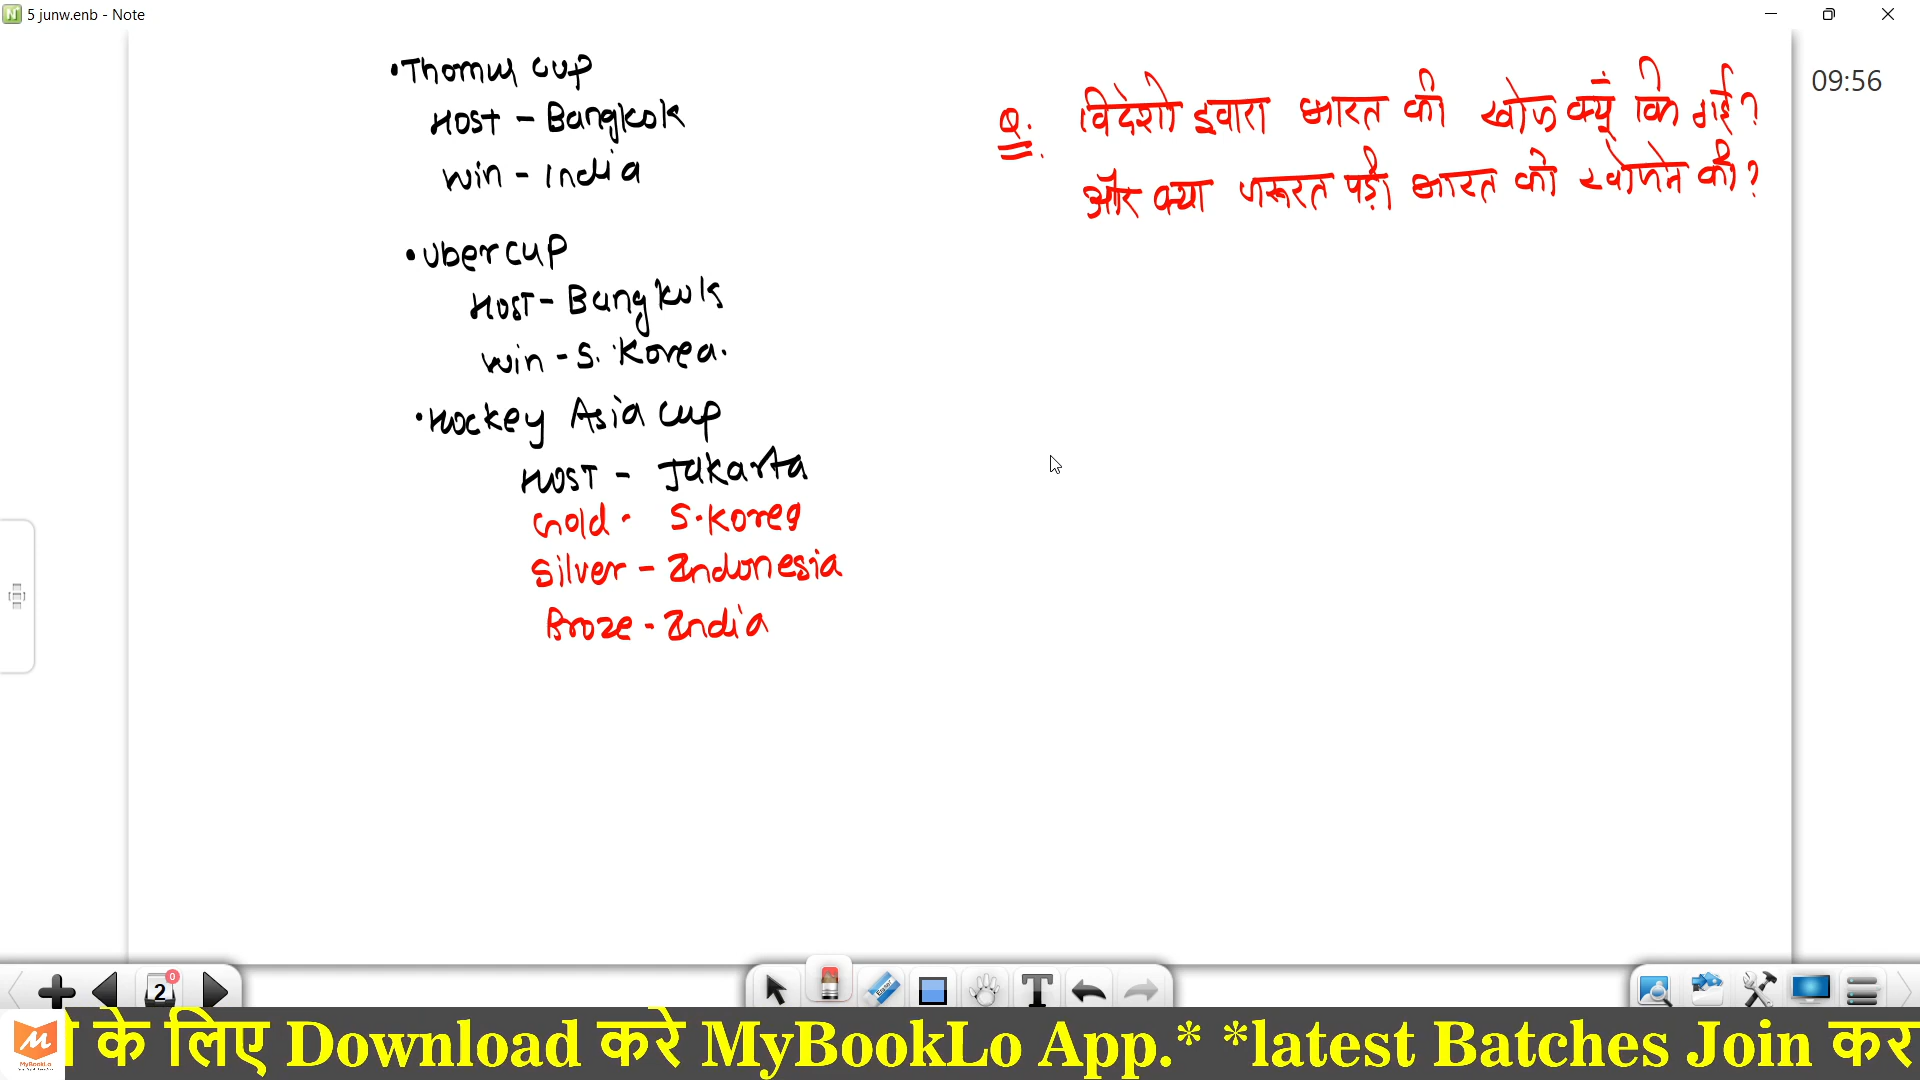 5 junw.enb - Note
•Thomus cup
Host - Bangkok
win - India
•Uber cup
Host - Bangkok
win - S. Korea.
•Hockey Asia cup
Host - Jakarta
Gold - S.Korea
Silver - Indonesia
Broze - India
09:56
Q. विदेशो द्वारा भारत की खोज क्यूं कि गई?
और क्या जरूरत पड़ी भारत को खोजने की?
2
0
T
के लिए Download करे MyBookLo App.* *latest Batches Join कर
MyBookLo